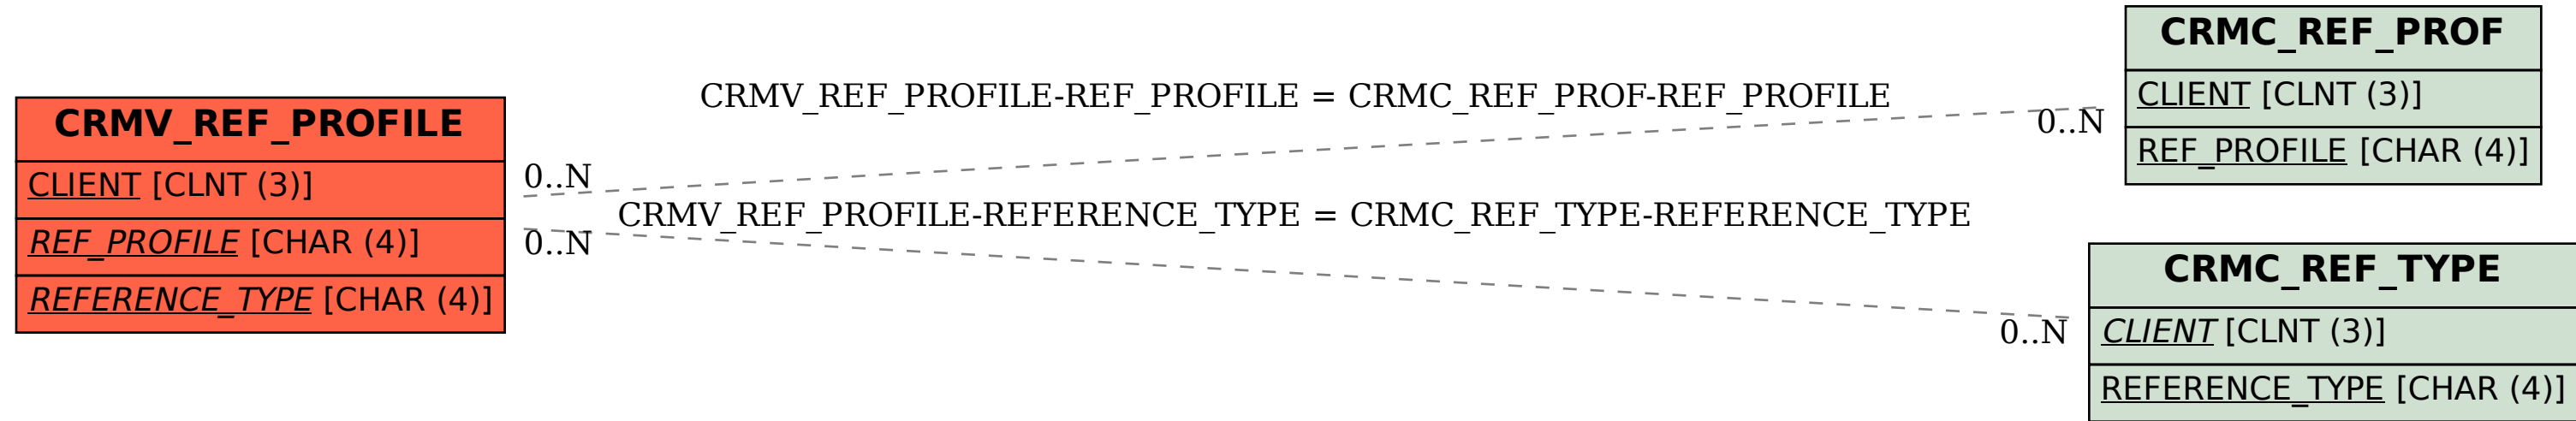 CRMV_REF_PROFILE
CLIENT [CLNT (3)]
REF_PROFILE [CHAR (4)]
REFERENCE_TYPE [CHAR (4)]
CRMV_REF_PROFILE-REF_PROFILE = CRMC_REF_PROF-REF_PROFILE
0..N
0..N
CRMV_REF_PROFILE-REFERENCE_TYPE = CRMC_REF_TYPE-REFERENCE_TYPE
0..N
0..N
CRMC_REF_PROF
CLIENT [CLNT (3)]
REF_PROFILE [CHAR (4)]
CRMC_REF_TYPE
CLIENT [CLNT (3)]
REFERENCE_TYPE [CHAR (4)]